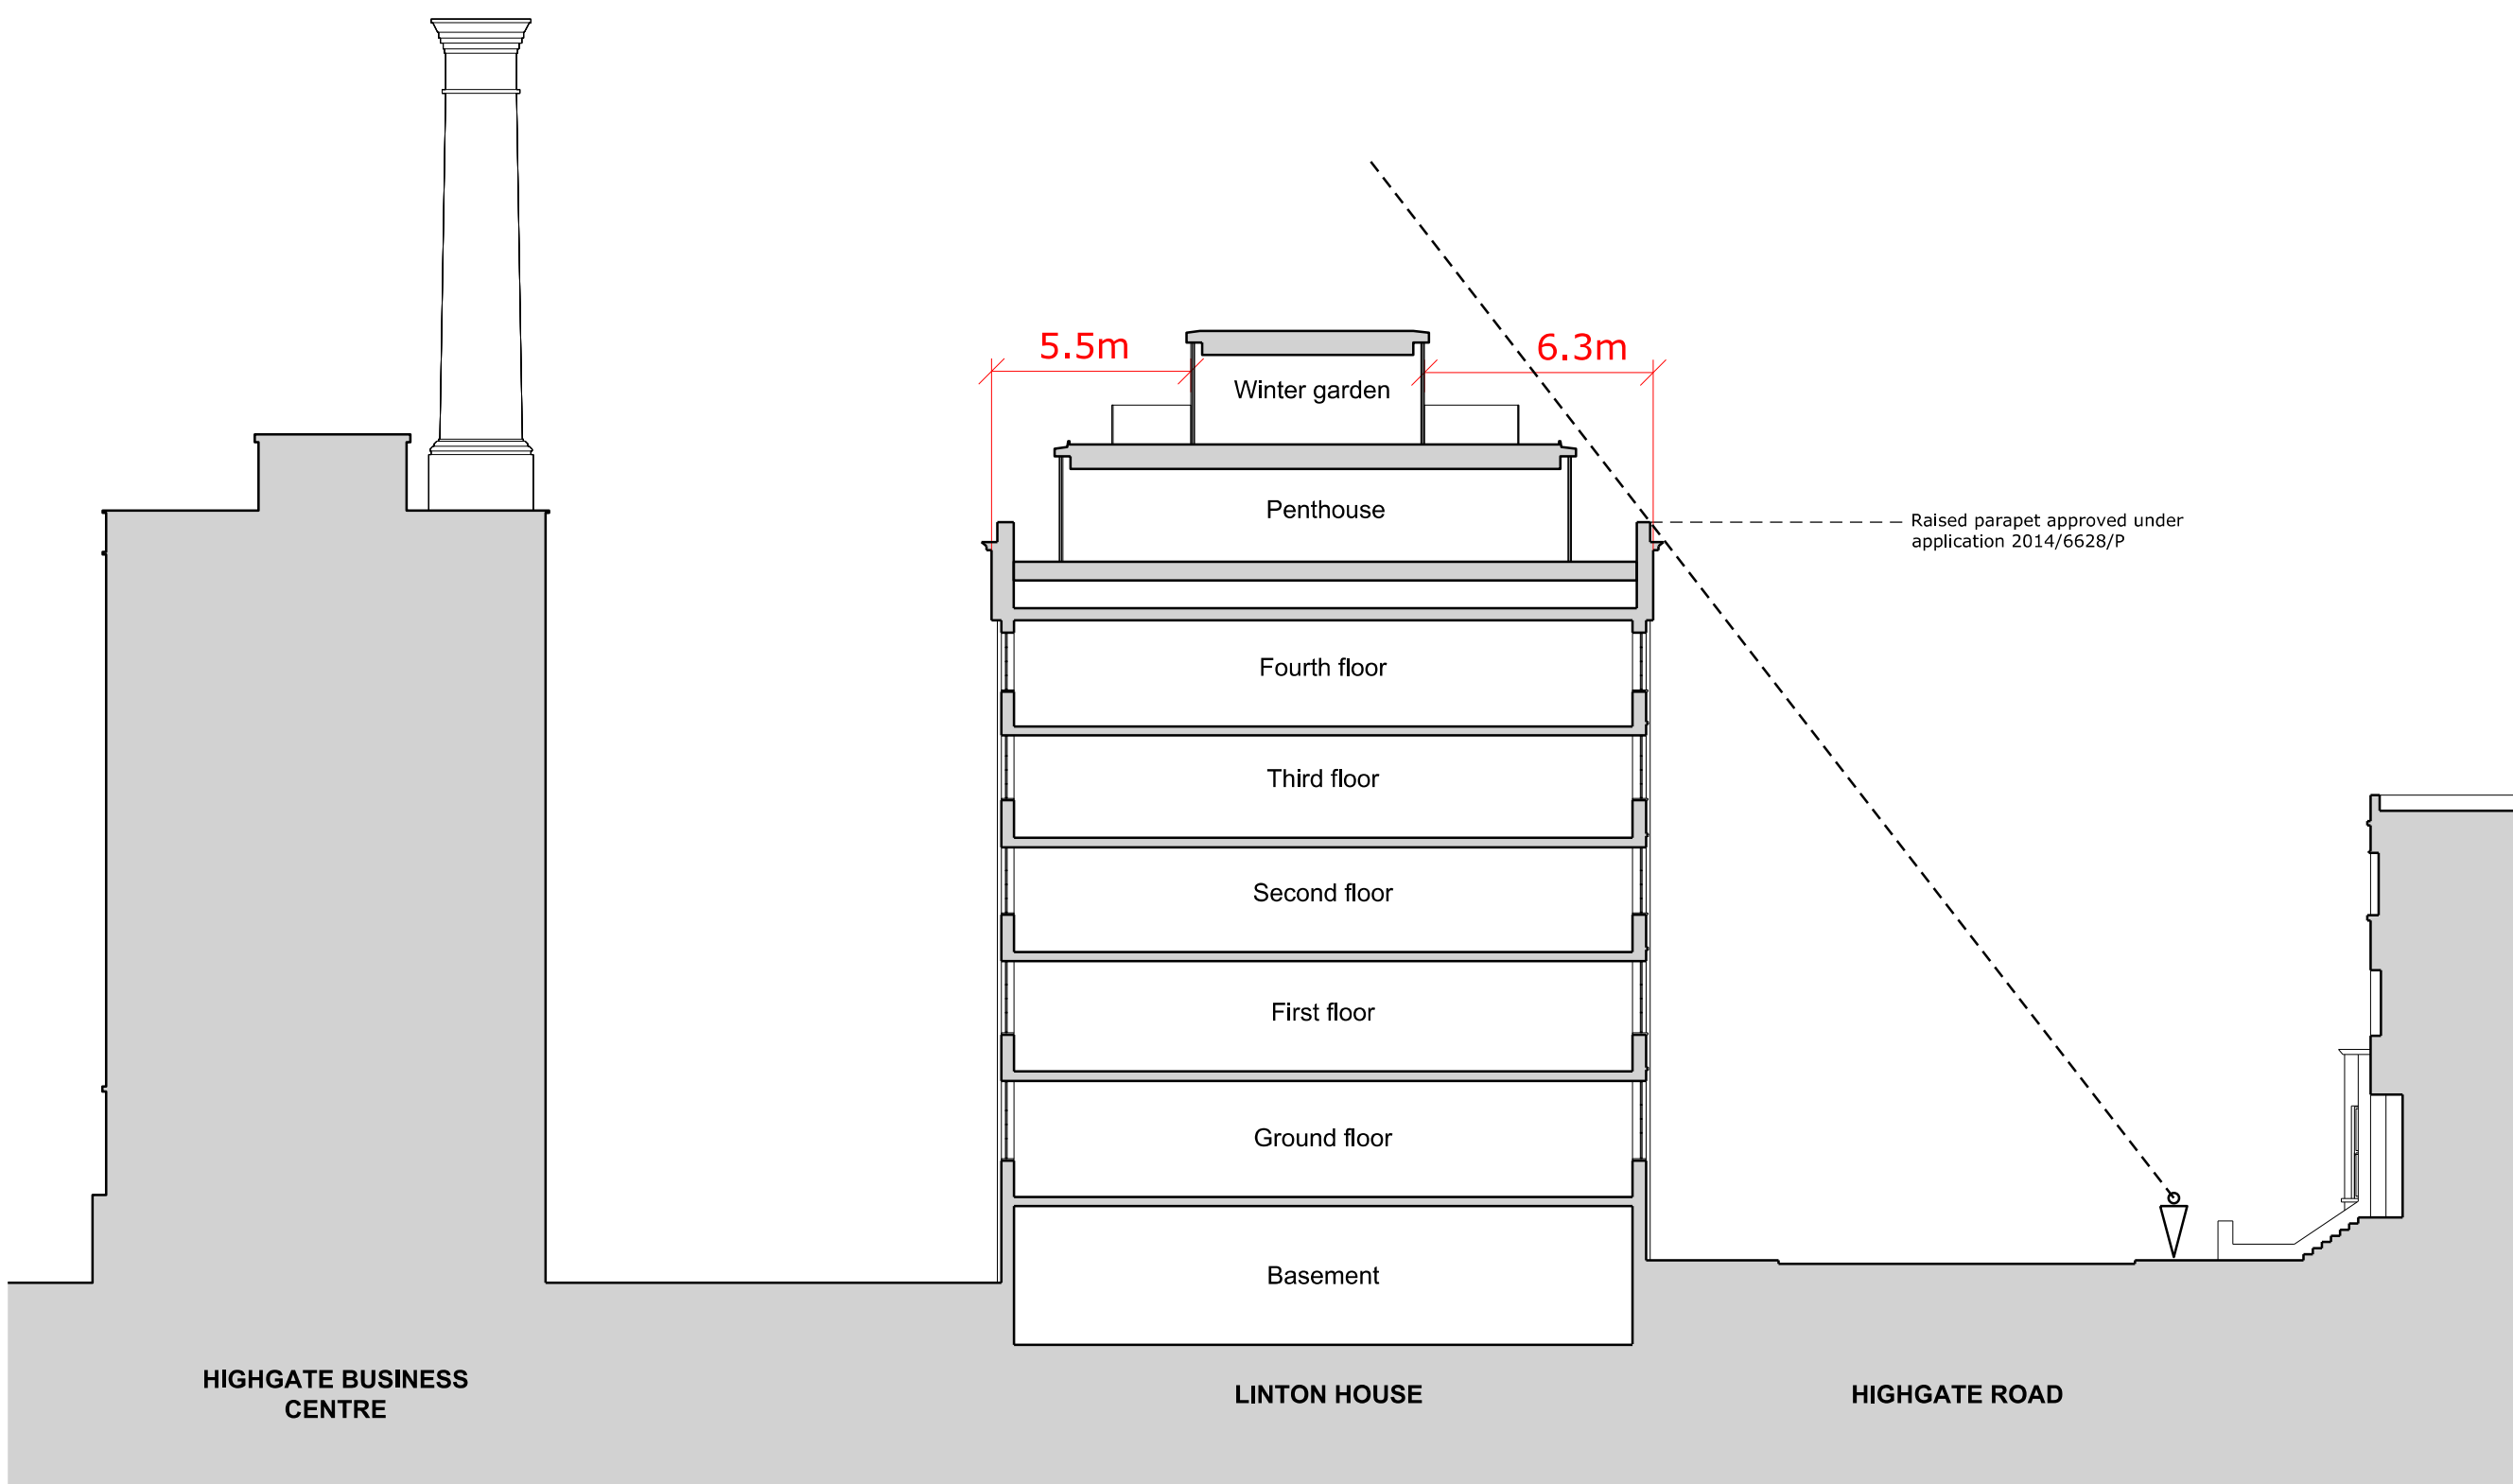 5.5m
6.3m
Winter garden
Penthouse
Raised parapet approved under
application 2014/6628/P
Fourth floor
Third floor
Second floor
First floor
Ground floor
Basement
HIGHGATE BUSINESS
CENTRE
LINTON HOUSE
HIGHGATE ROAD